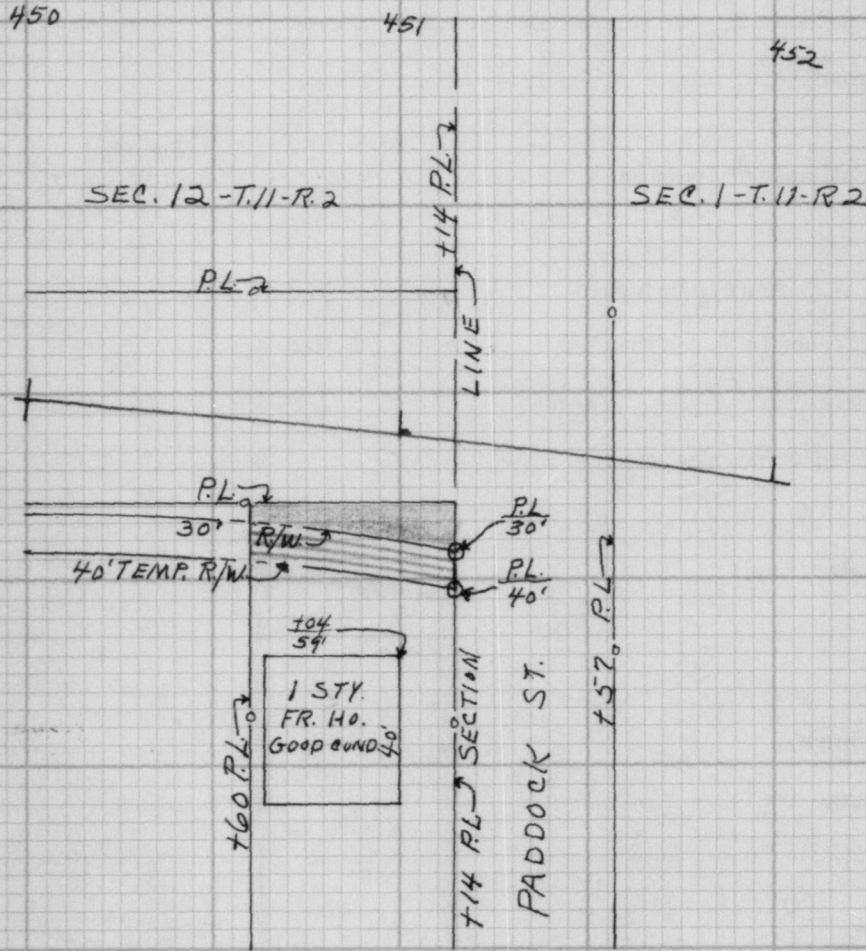 450
451
452
+14 P.L.
SEC. 12 -T.11-R.2
SEC. 1 -T.11-R.2
P.L.
LINE
P.L.
30'
R/W.
P.L.
30'
40' TEMP. R/W.
P.L.
40'
+04
59'
1 STY.
FR. HO.
GOOD COND.
40'
+60 P.L.
+14 P.L.
SECTION
PADDOCK ST.
+57 P.L.